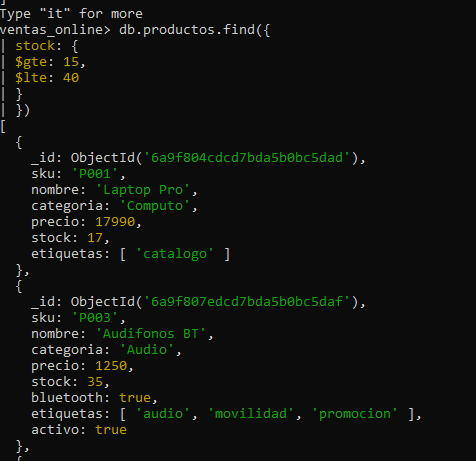 ]
Type "it" for more
ventas_online> db.productos.find({
| stock: {
| $gte: 15,
| $lte: 40
| }
| })
[
  {
    _id: ObjectId('6a9f804cdcd7bda5b0bc5dad'),
    sku: 'P001',
    nombre: 'Laptop Pro',
    categoria: 'Computo',
    precio: 17990,
    stock: 17,
    etiquetas: [ 'catalogo' ]
  },
  {
    _id: ObjectId('6a9f807edcd7bda5b0bc5daf'),
    sku: 'P003',
    nombre: 'Audifonos BT',
    categoria: 'Audio',
    precio: 1250,
    stock: 35,
    bluetooth: true,
    etiquetas: [ 'audio', 'movilidad', 'promocion' ],
    activo: true
  },
  {